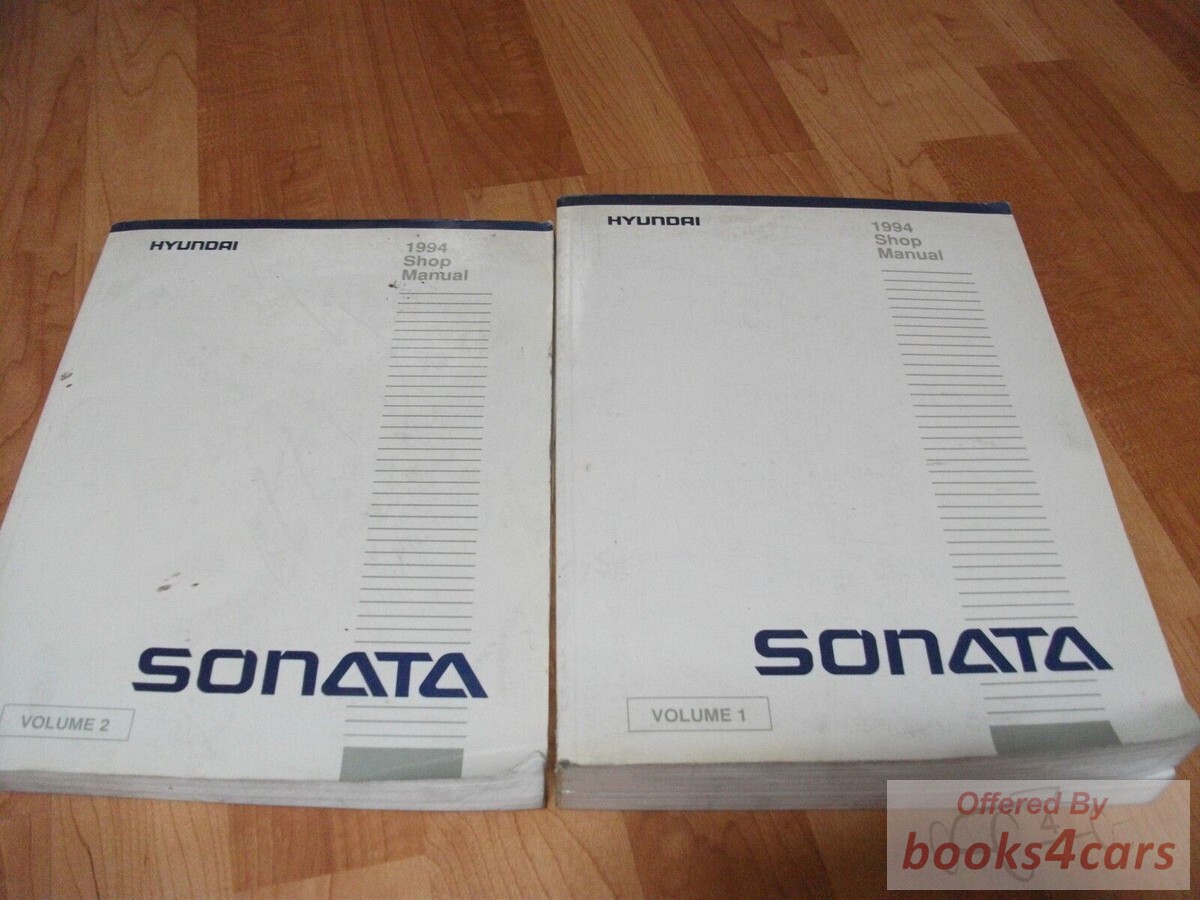 HYUNDAI
1994
Shop
Manual
SONATA
VOLUME 2
HYUNDAI
1994
Shop
Manual
SONATA
VOLUME 1
Offered By
books4cars